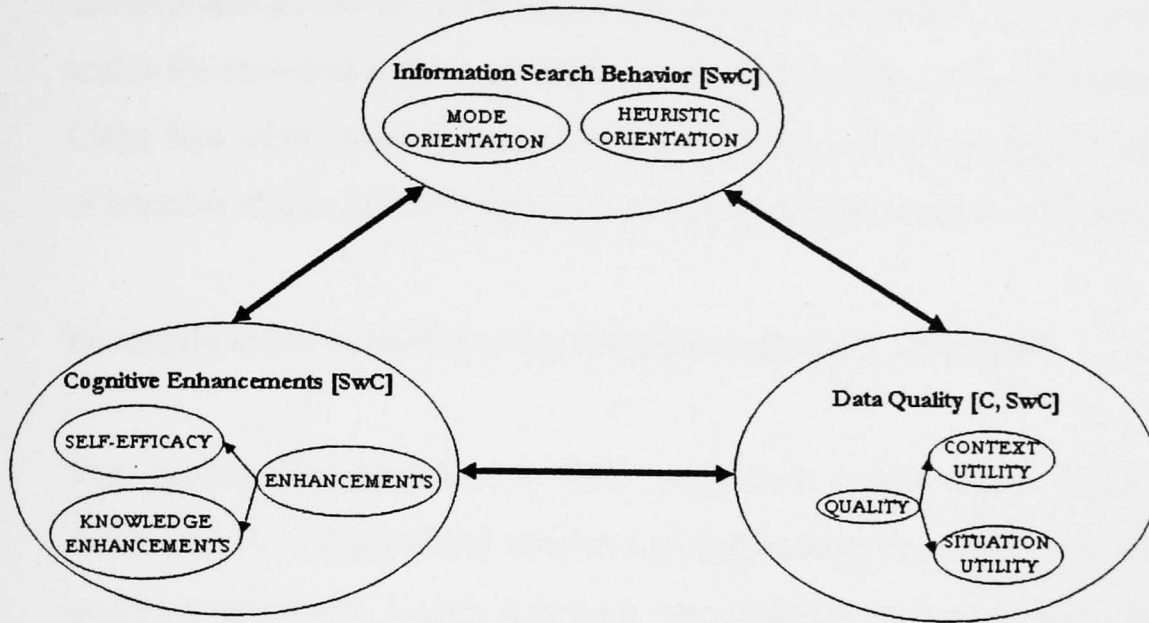 Information Search Behavior [SwC]
MODE
ORIENTATION
HEURISTIC
ORIENTATION
Cognitive Enhancements [SwC]
SELF-EFFICACY
ENHANCEMENTS
KNOWLEDGE
ENHANCEMENTS
Data Quality [C, SwC]
CONTEXT
UTILITY
QUALITY
SITUATION
UTILITY